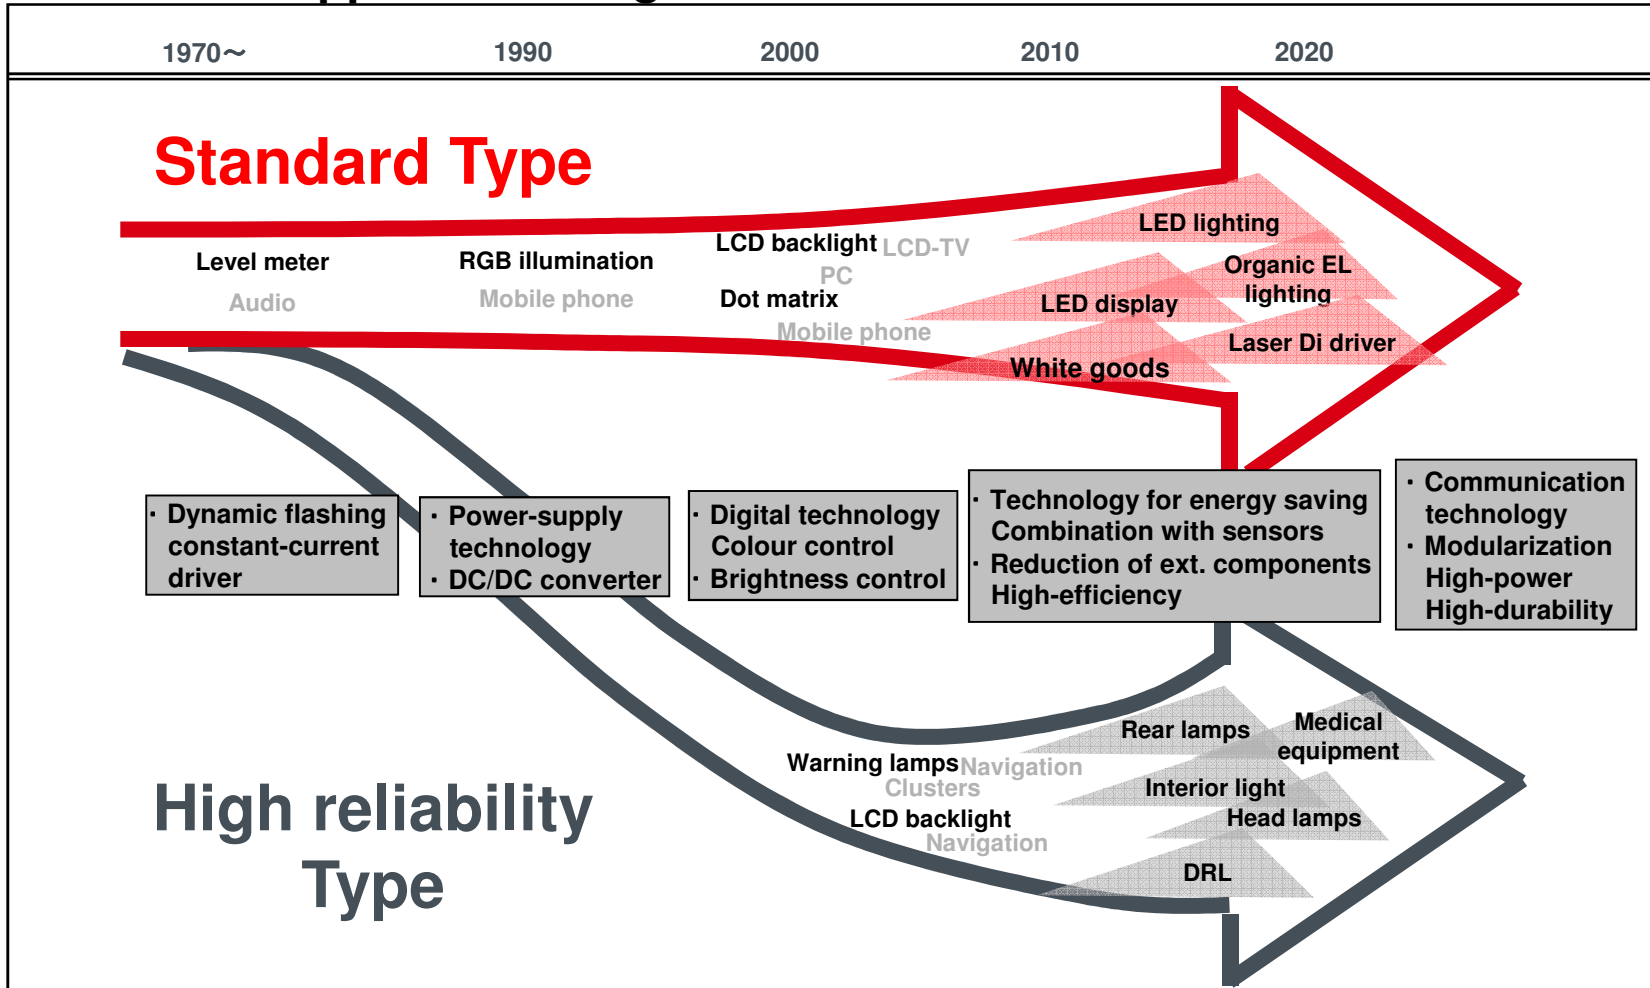 1970～ 1990 2000 2010 2020
Standard Type
Level meter
Audio
RGB illumination
Mobile phone
LCD backlight LCD-TV
PC
Dot matrix
Mobile phone
LED lighting
Organic EL
lighting
LED display
Laser Di driver
White goods
· Dynamic flashing
constant-current
driver
· Power-supply
technology
· DC/DC converter
· Digital technology
Colour control
· Brightness control
· Technology for energy saving
Combination with sensors
· Reduction of ext. components
High-efficiency
· Communication
technology
· Modularization
High-power
High-durability
High reliability
Type
Warning lamps Navigation
Clusters
LCD backlight
Navigation
Rear lamps
Medical
equipment
Interior light
Head lamps
DRL